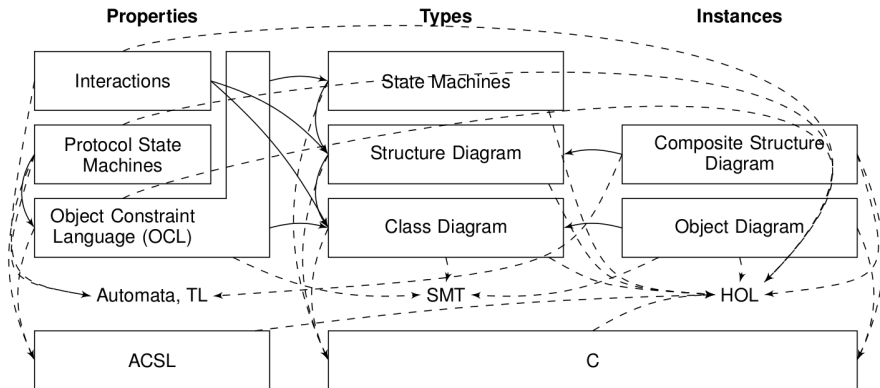 Properties
Types
Instances
Interactions
State Machines
Protocol State
Machines
Structure Diagram
Composite Structure
Diagram
Object Constraint
Language (OCL)
Class Diagram
Object Diagram
Automata, TL
SMT
HOL
ACSL
C